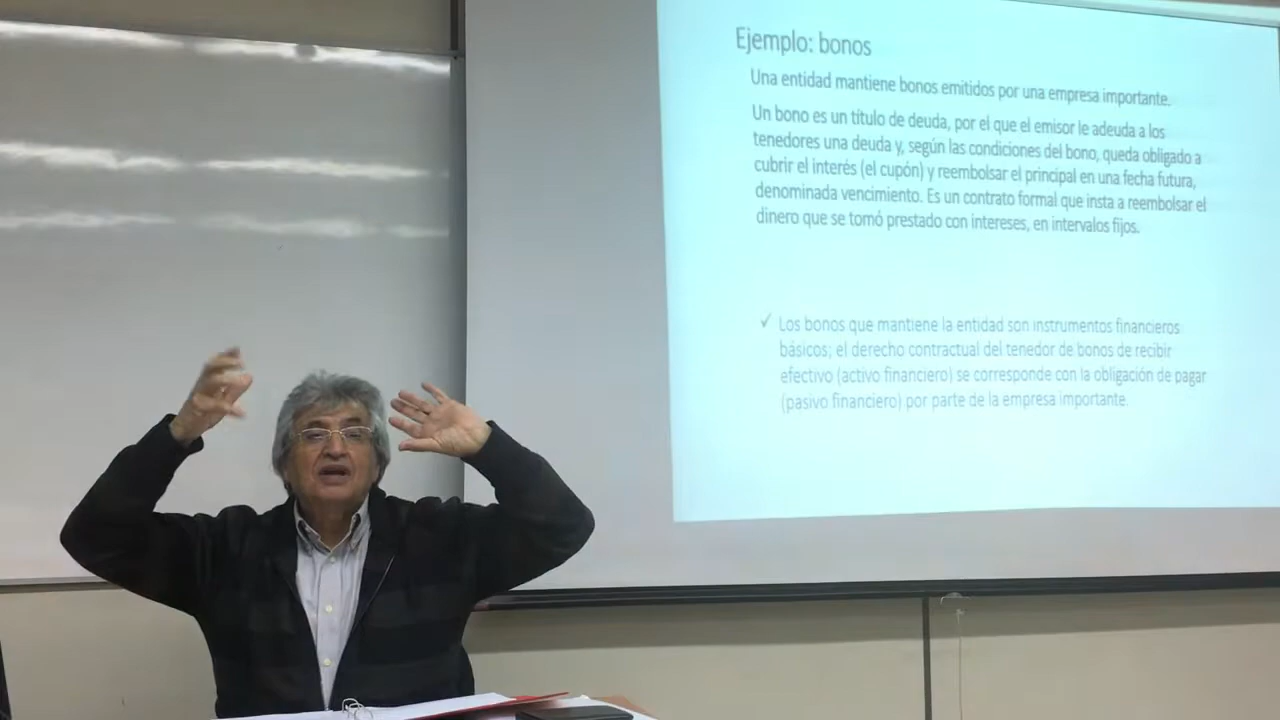 Ejemplo: bonos
Una entidad mantiene bonos emitidos por una empresa importante.
Un bono es un título de deuda, por el que el emisor le adeuda a los
tenedores una deuda y, según las condiciones del bono, queda obligado a
cubrir el interés (el cupón) y reembolsar el principal en una fecha futura,
denominada vencimiento. Es un contrato formal que insta a reembolsar el
dinero que se tomó prestado con intereses, en intervalos fijos.
✓ Los bonos que mantiene la entidad son instrumentos financieros
básicos; el derecho contractual del tenedor de bonos de recibir
efectivo (activo financiero) se corresponde con la obligación de pagar
(pasivo financiero) por parte de la empresa importante.